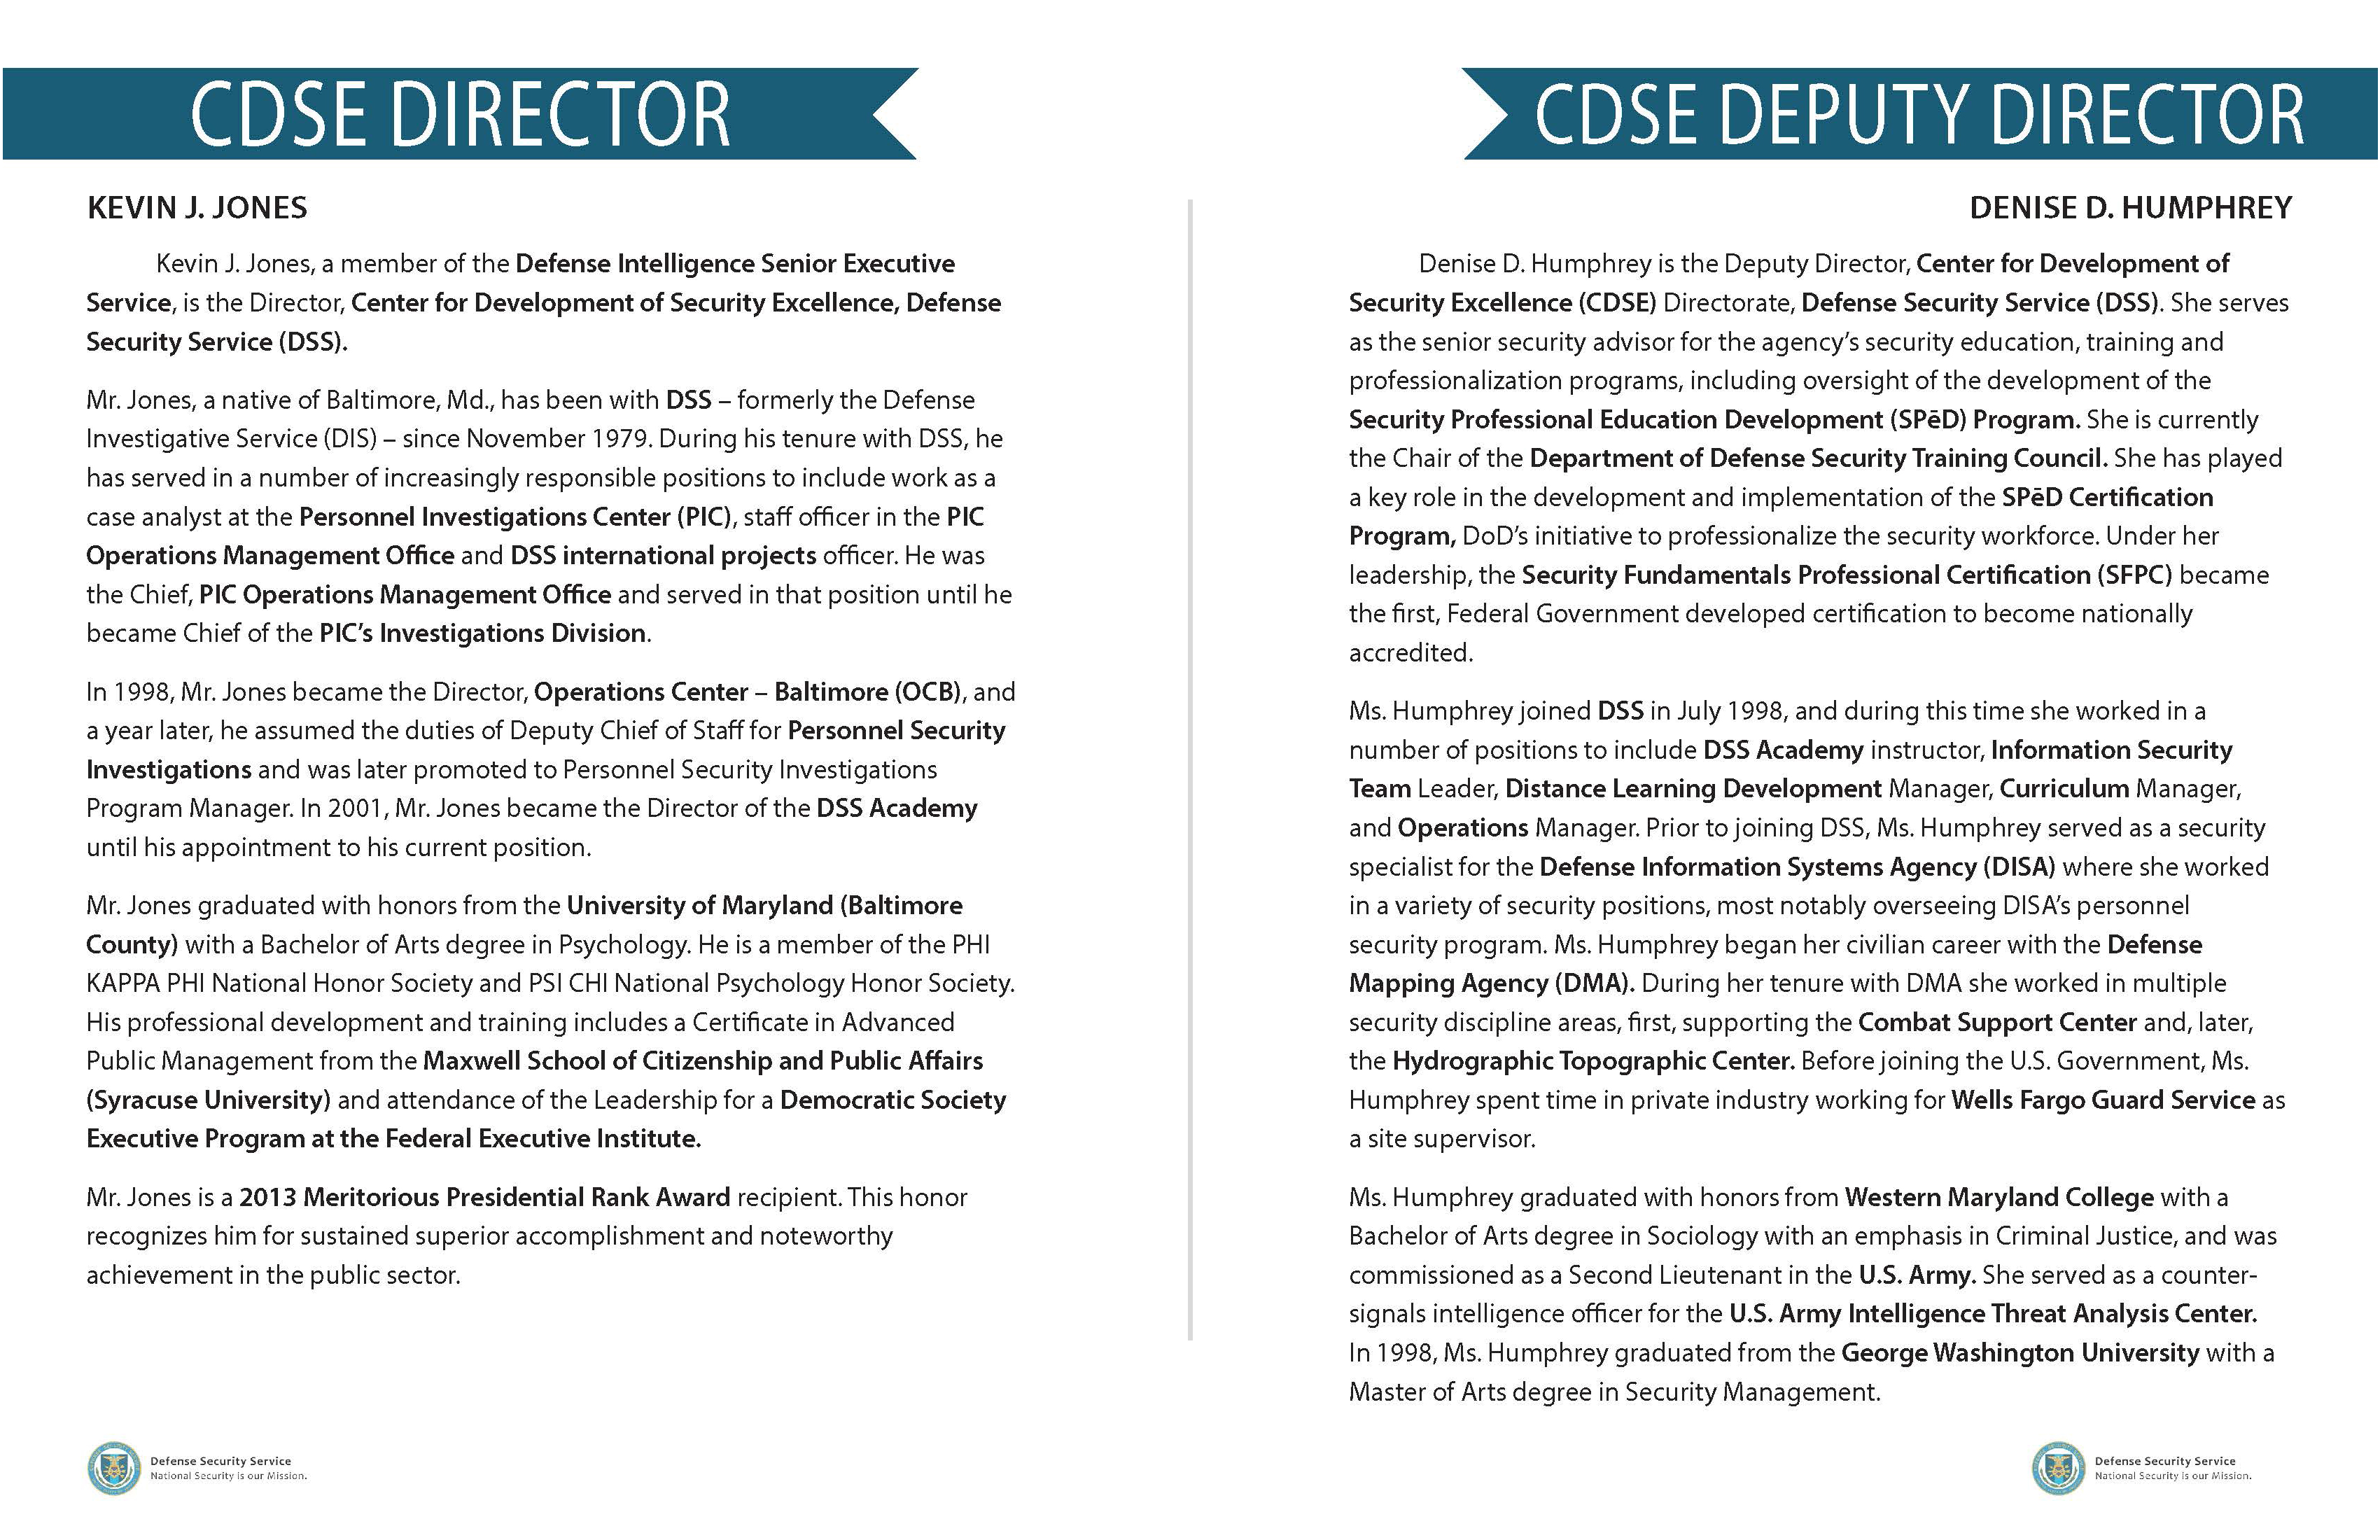 CDSE DIRECTOR
KEVIN J. JONES
Kevin J. Jones, a member of the Defense Intelligence Senior Executive
Service, is the Director, Center for Development of Security Excellence, Defense
Security Service (DSS).
Mr. Jones, a native of Baltimore, Md., has been with DSS – formerly the Defense
Investigative Service (DIS) – since November 1979. During his tenure with DSS, he
has served in a number of increasingly responsible positions to include work as a
case analyst at the Personnel Investigations Center (PIC), staff officer in the PIC
Operations Management Office and DSS international projects officer. He was
the Chief, PIC Operations Management Office and served in that position until he
became Chief of the PIC’s Investigations Division.
In 1998, Mr. Jones became the Director, Operations Center – Baltimore (OCB), and
a year later, he assumed the duties of Deputy Chief of Staff for Personnel Security
Investigations and was later promoted to Personnel Security Investigations
Program Manager. In 2001, Mr. Jones became the Director of the DSS Academy
until his appointment to his current position.
Mr. Jones graduated with honors from the University of Maryland (Baltimore
County) with a Bachelor of Arts degree in Psychology. He is a member of the PHI
KAPPA PHI National Honor Society and PSI CHI National Psychology Honor Society.
His professional development and training includes a Certificate in Advanced
Public Management from the Maxwell School of Citizenship and Public Affairs
(Syracuse University) and attendance of the Leadership for a Democratic Society
Executive Program at the Federal Executive Institute.
Mr. Jones is a 2013 Meritorious Presidential Rank Award recipient. This honor
recognizes him for sustained superior accomplishment and noteworthy
achievement in the public sector.
Defense Security Service
National Security is our Mission.
CDSE DEPUTY DIRECTOR
DENISE D. HUMPHREY
Denise D. Humphrey is the Deputy Director, Center for Development of
Security Excellence (CDSE) Directorate, Defense Security Service (DSS). She serves
as the senior security advisor for the agency’s security education, training and
professionalization programs, including oversight of the development of the
Security Professional Education Development (SPēD) Program. She is currently
the Chair of the Department of Defense Security Training Council. She has played
a key role in the development and implementation of the SPēD Certification
Program, DoD’s initiative to professionalize the security workforce. Under her
leadership, the Security Fundamentals Professional Certification (SFPC) became
the first, Federal Government developed certification to become nationally
accredited.
Ms. Humphrey joined DSS in July 1998, and during this time she worked in a
number of positions to include DSS Academy instructor, Information Security
Team Leader, Distance Learning Development Manager, Curriculum Manager,
and Operations Manager. Prior to joining DSS, Ms. Humphrey served as a security
specialist for the Defense Information Systems Agency (DISA) where she worked
in a variety of security positions, most notably overseeing DISA’s personnel
security program. Ms. Humphrey began her civilian career with the Defense
Mapping Agency (DMA). During her tenure with DMA she worked in multiple
security discipline areas, first, supporting the Combat Support Center and, later,
the Hydrographic Topographic Center. Before joining the U.S. Government, Ms.
Humphrey spent time in private industry working for Wells Fargo Guard Service as
a site supervisor.
Ms. Humphrey graduated with honors from Western Maryland College with a
Bachelor of Arts degree in Sociology with an emphasis in Criminal Justice, and was
commissioned as a Second Lieutenant in the U.S. Army. She served as a counter-
signals intelligence officer for the U.S. Army Intelligence Threat Analysis Center.
In 1998, Ms. Humphrey graduated from the George Washington University with a
Master of Arts degree in Security Management.
Defense Security Service
National Security is our Mission.